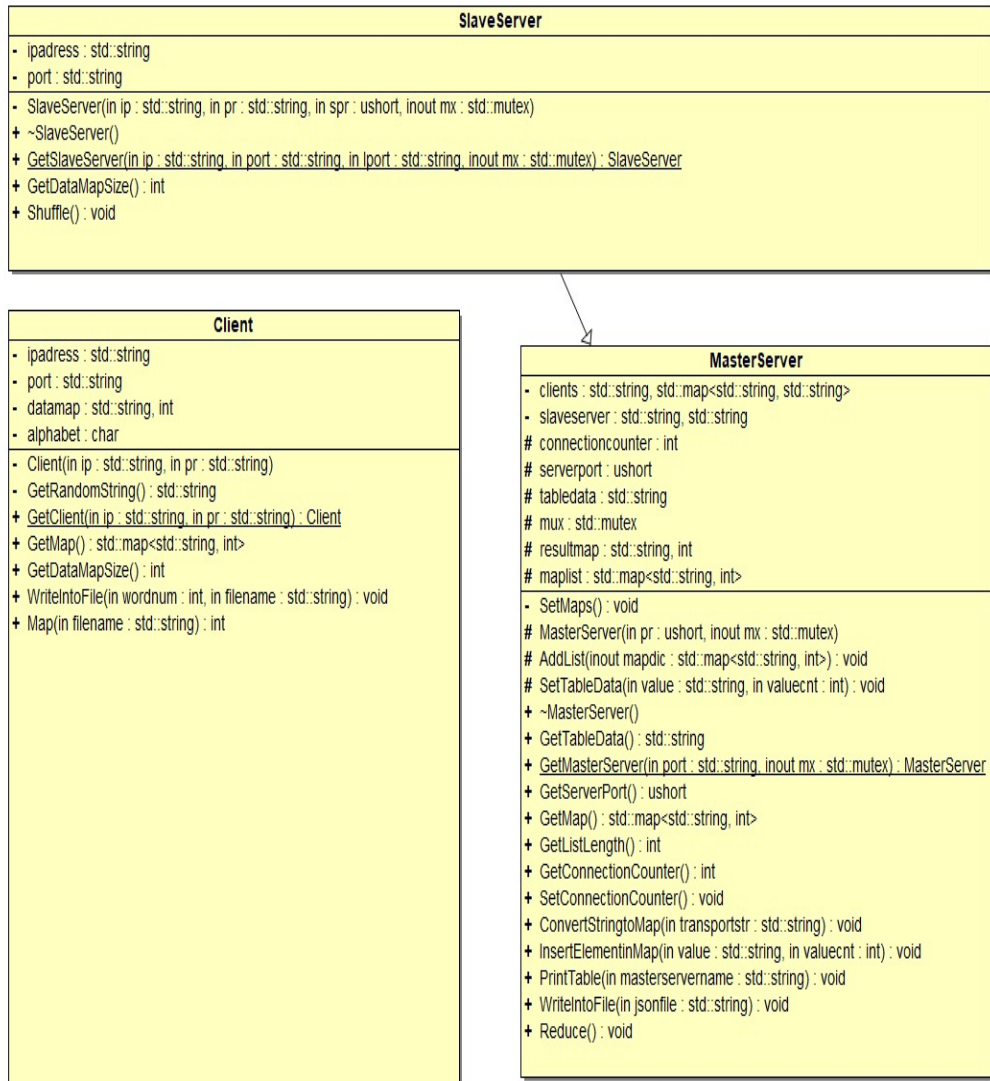 SlaveServer
- ipadress : std::string
- port : std::string
- SlaveServer(in ip : std::string, in pr : std::string, in spr : ushort, inout mx : std::mutex)
+ ~SlaveServer()
+ GetSlaveServer(in ip : std::string, in port : std::string, in lport : std::string, inout mx : std::mutex) : SlaveServer
+ GetDataMapSize() : int
+ Shuffle() : void
Client
- ipadress : std::string
- port : std::string
- datamap : std::string, int
- alphabet : char
- Client(in ip : std::string, in pr : std::string)
- GetRandomString() : std::string
+ GetClient(in ip : std::string, in pr : std::string) : Client
+ GetMap() : std::map<std::string, int>
+ GetDataMapSize() : int
+ WriteIntoFile(in wordnum : int, in filename : std::string) : void
+ Map(in filename : std::string) : int
MasterServer
- clients : std::string, std::map<std::string, std::string>
- slaveserver : std::string, std::string
# connectioncounter : int
# serverport : ushort
# tabledata : std::string
# mux : std::mutex
# resultmap : std::string, int
# maplist : std::map<std::string, int>
- SetMaps() : void
# MasterServer(in pr : ushort, inout mx : std::mutex)
# AddList(inout mapdic : std::map<std::string, int>) : void
# SetTableData(in value : std::string, in valuecnt : int) : void
+ ~MasterServer()
+ GetTableData() : std::string
+ GetMasterServer(in port : std::string, inout mx : std::mutex) : MasterServer
+ GetServerPort() : ushort
+ GetMap() : std::map<std::string, int>
+ GetListLength() : int
+ GetConnectionCounter() : int
+ SetConnectionCounter() : void
+ ConvertStringtoMap(in transportstr : std::string) : void
+ InsertElementinMap(in value : std::string, in valuecnt : int) : void
+ PrintTable(in masterservername : std::string) : void
+ WriteIntoFile(in jsonfile : std::string) : void
+ Reduce() : void